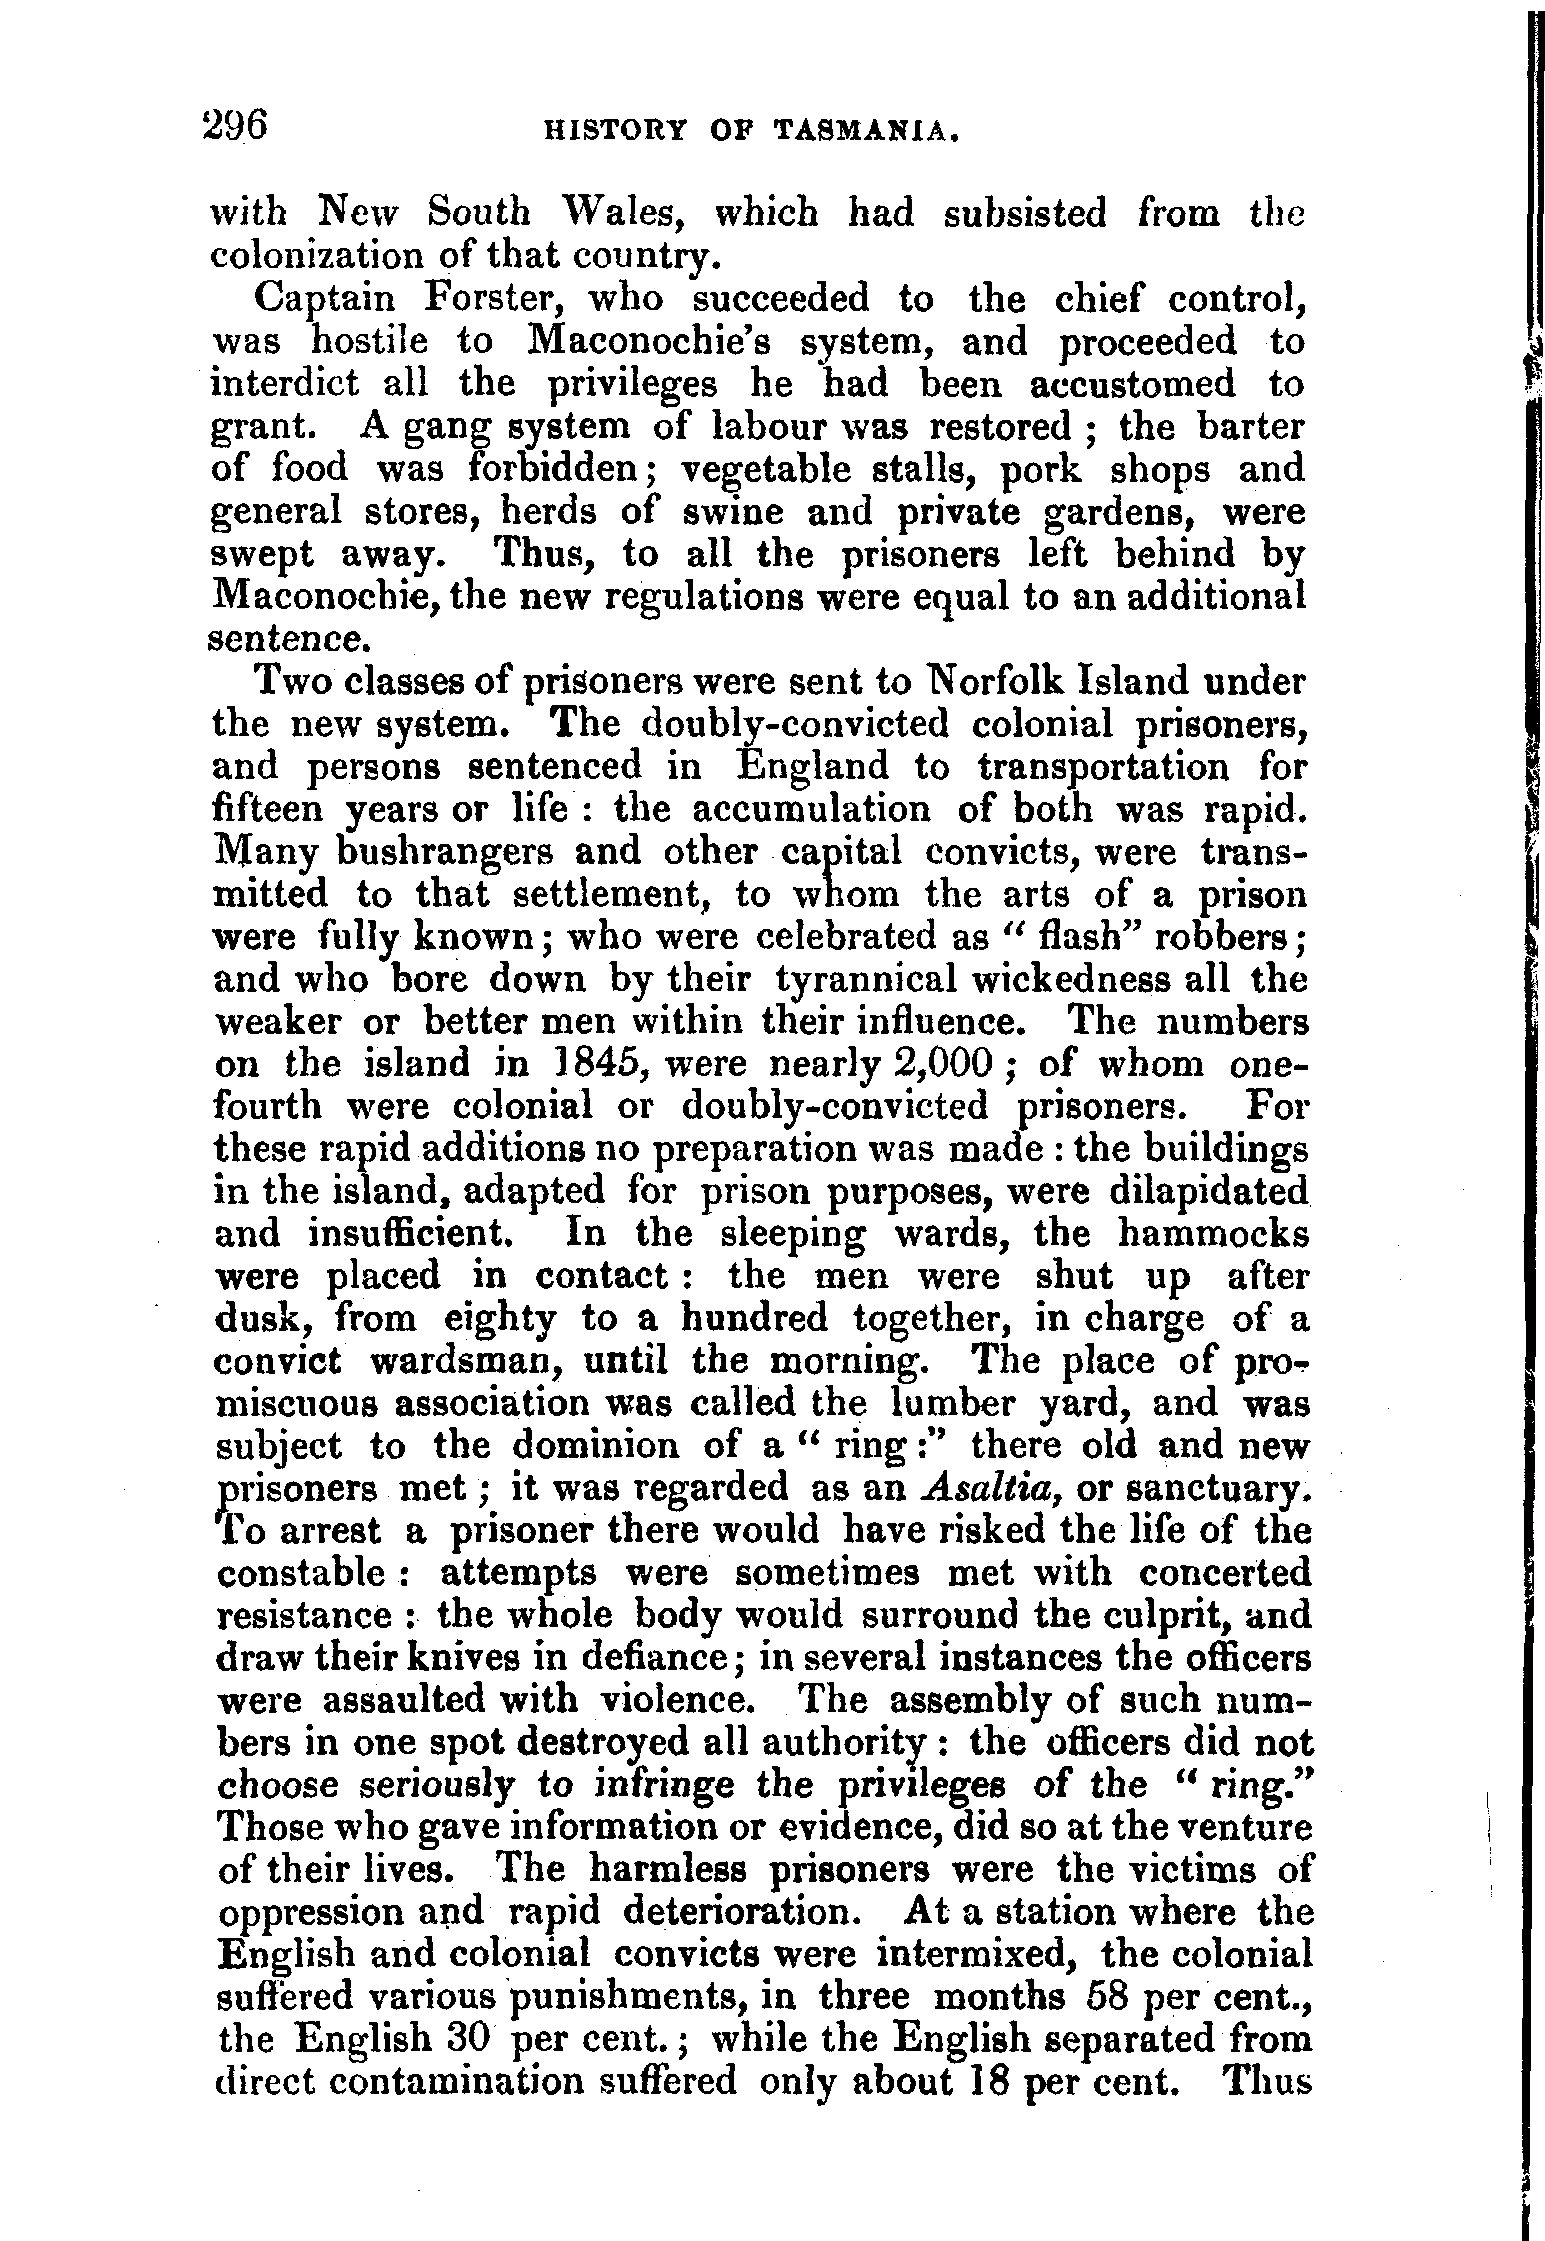 296 HISTORY OF TASMANIA.
with New South Wales, which had subsisted from the
colonization of that country.
Captain Forster, who succeeded to the chief control,
was hostile to Maconochie's system, and proceeded to
interdict all the privileges he had been accustomed to
grant. A gang system of labour was restored ; the barter
of food was forbidden; vegetable stalls, pork shops and
general stores, herds of swine and private gardens, were
swept away. Thus, to all the prisoners left behind by
Maconochie, the new regulations were equal to an additional
sentence.
Two classes of prisoners were sent to Norfolk Island under
the new system. The doubly-convicted colonial prisoners,
and persons sentenced in England to transportation for
fifteen years or life : the accumulation of both was rapid.
Many bushrangers and other capital convicts, were trans-
mitted to that settlement, to whom the arts of a prison
were fully known; who were celebrated as " flash" robbers;
and who bore down by their tyrannical wickedness all the
weaker or better men within their influence. The numbers
on the island in 1845, were nearly 2,000 ; of whom one-
fourth were colonial or doubly-convicted prisoners. For
these rapid additions no preparation was made : the buildings
in the island, adapted for prison purposes, were dilapidated
and insufficient. In the sleeping wards, the hammocks
were placed in contact : the men were shut up after
dusk, from eighty to a hundred together, in charge of a
convict wardsman, until the morning. The place of pro-
miscuous association was called the lumber yard, and was
subject to the dominion of a " ring :" there old and new
prisoners met ; it was regarded as an Asaltia, or sanctuary.
To arrest a prisoner there would have risked the life of the
constable : attempts were sometimes met with concerted
resistance : the whole body would surround the culprit, and
draw their knives in defiance; in several instances the officers
were assaulted with violence. The assembly of such num-
bers in one spot destroyed all authority : the officers did not
choose seriously to infringe the privileges of the " ring."
Those who gave information or evidence, did so at the venture
of their lives. The harmless prisoners were the victims of
oppression and rapid deterioration. At a station where the
English and colonial convicts were intermixed, the colonial
suffered various punishments, in three months 58 per cent.,
the English 30 per cent. ; while the English separated from
direct contamination suffered only about 18 per cent. Thus